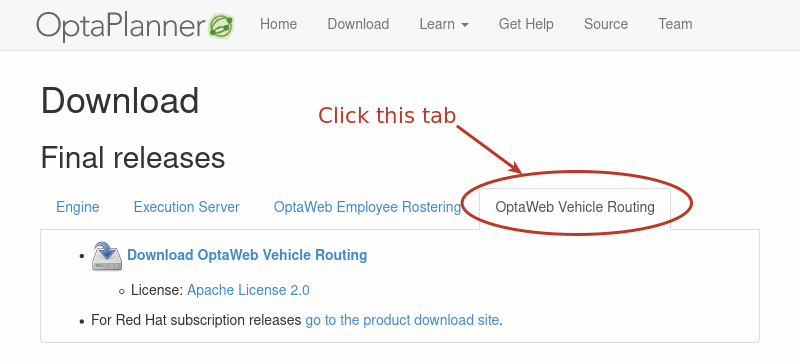 OptaPlanner Home Download Learn Get Help Source Team
Download
Click this tab
Final releases
Engine Execution Server OptaWeb Employee Rostering OptaWeb Vehicle Routing
Download OptaWeb Vehicle Routing
License: Apache License 2.0
For Red Hat subscription releases go to the product download site.